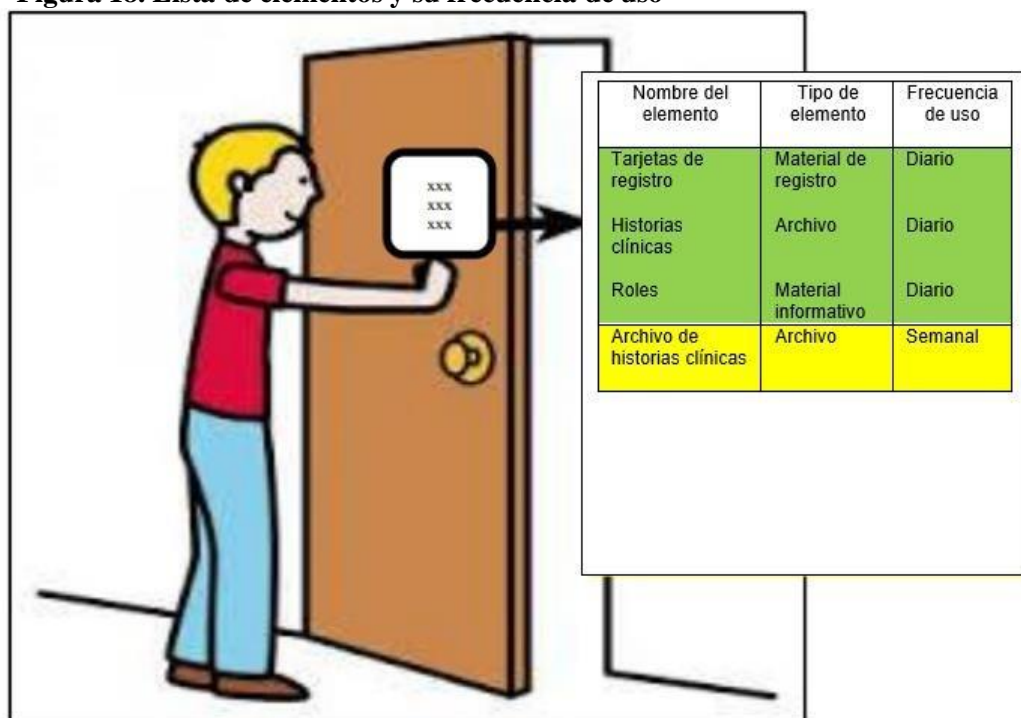 Figura 18. Lista de elementos y su frecuencia de uso
xxx
xxx
xxx
Nombre del elemento Tipo de elemento Frecuencia de uso
Tarjetas de registro Material de registro Diario
Historias clínicas Archivo Diario
Roles Material informativo Diario
Archivo de historias clínicas Archivo Semanal